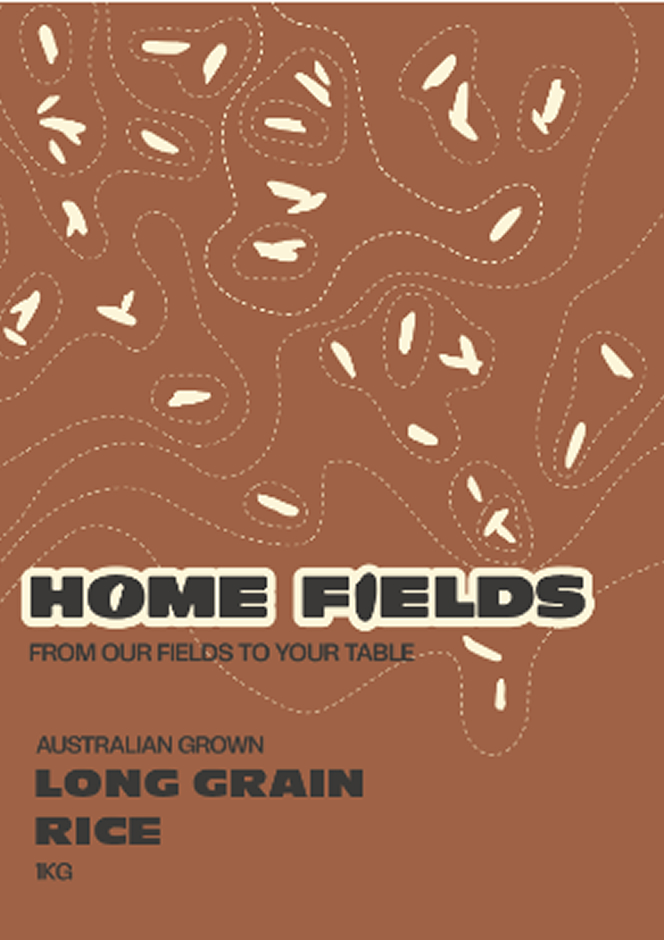 HOME FIELDS
FROM OUR FIELDS TO YOUR TABLE
AUSTRALIAN GROWN
LONG GRAIN
RICE
1KG